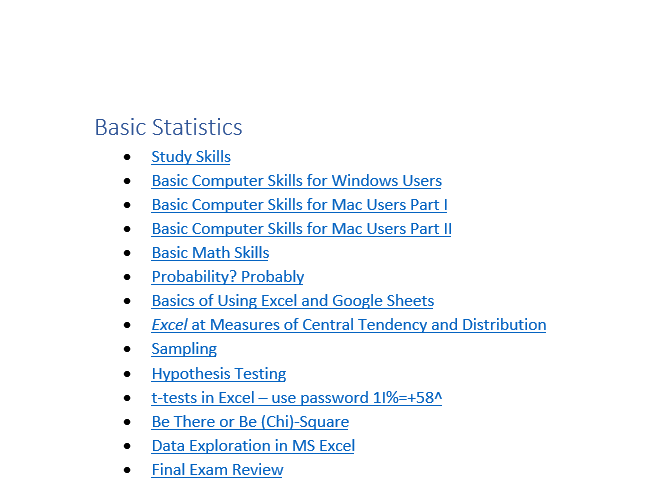 Basic Statistics
• Study Skills
• Basic Computer Skills for Windows Users
• Basic Computer Skills for Mac Users Part I
• Basic Computer Skills for Mac Users Part II
• Basic Math Skills
• Probability? Probably
• Basics of Using Excel and Google Sheets
• Excel at Measures of Central Tendency and Distribution
• Sampling
• Hypothesis Testing
• t-tests in Excel – use password 1I%=+58^
• Be There or Be (Chi)-Square
• Data Exploration in MS Excel
• Final Exam Review